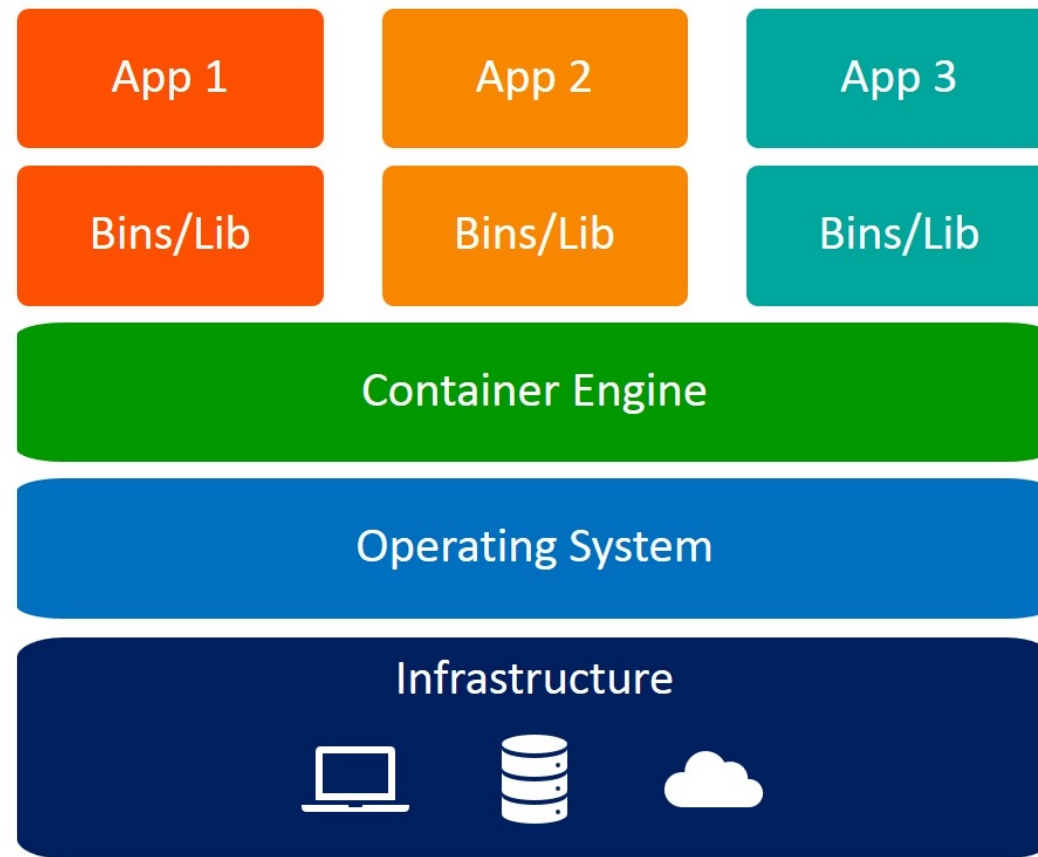 App 1
App 2
App 3
Bins/Lib
Bins/Lib
Bins/Lib
Container Engine
Operating System
Infrastructure